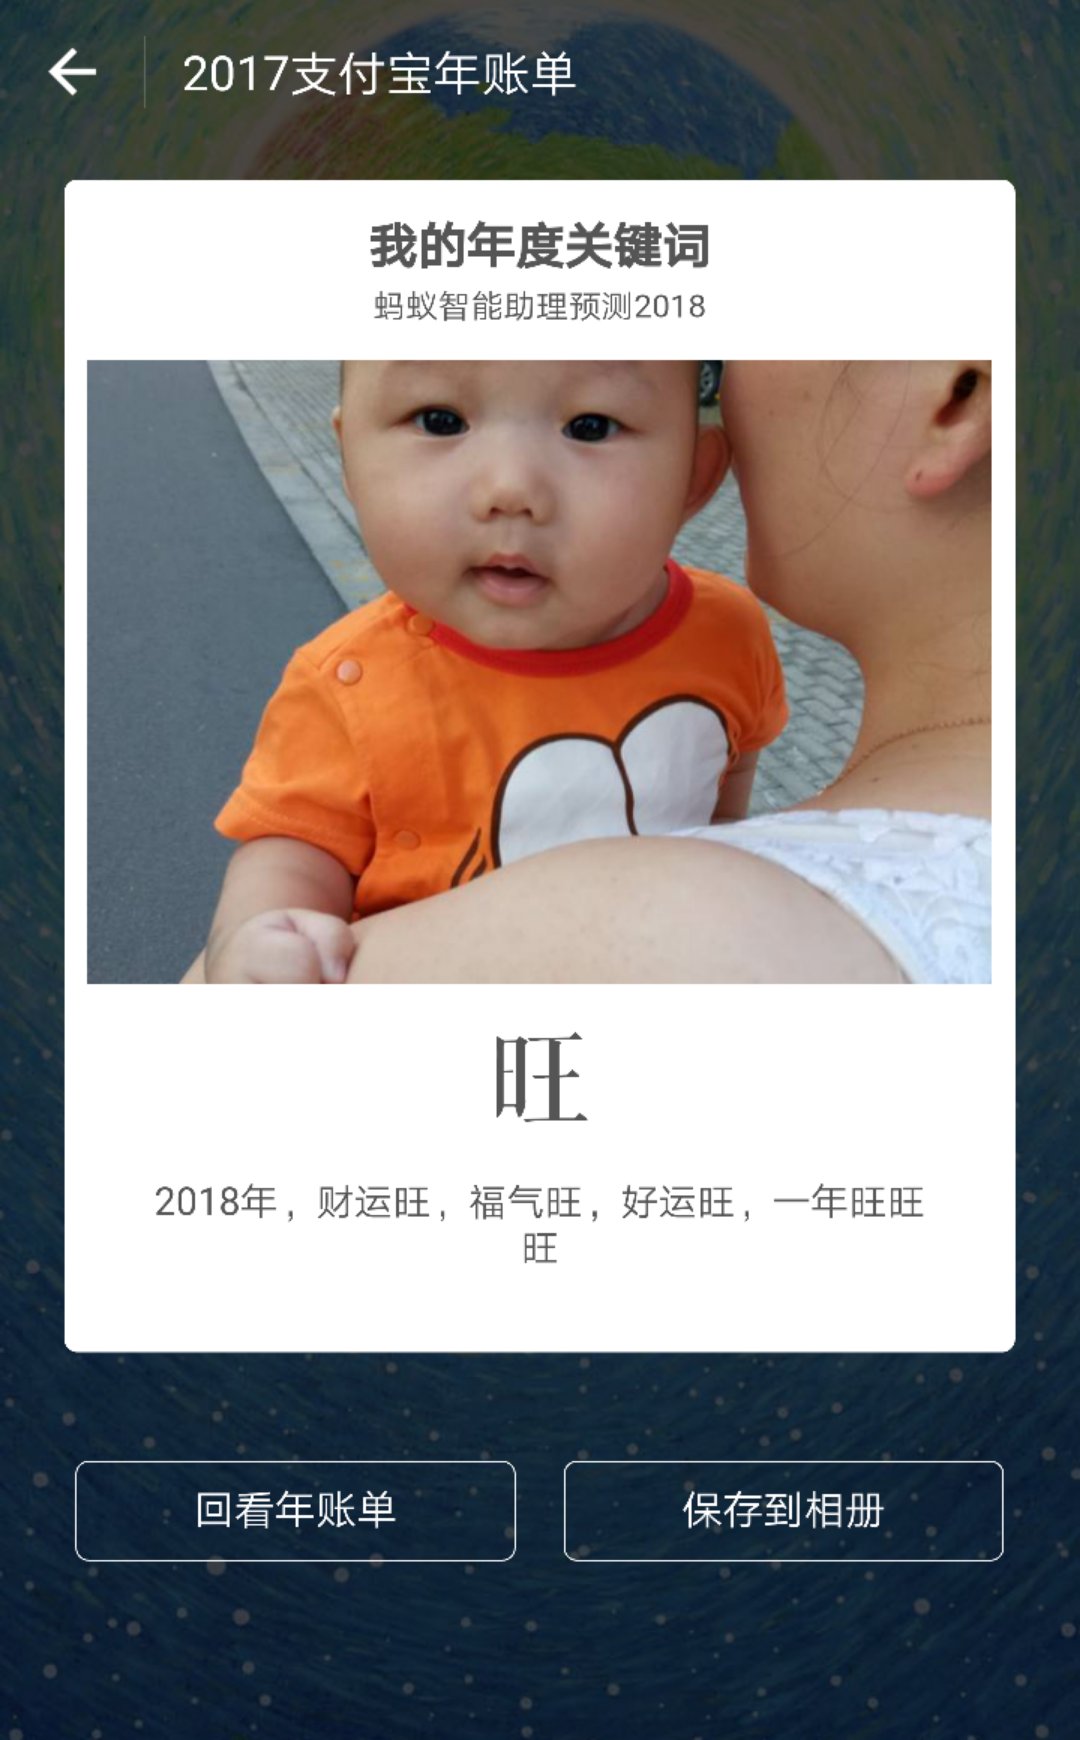 2017支付宝年账单
我的年度关键词
蚂蚁智能助理预测2018
旺
2018年，财运旺，福气旺，好运旺，一年旺旺
旺
回看年账单
保存到相册